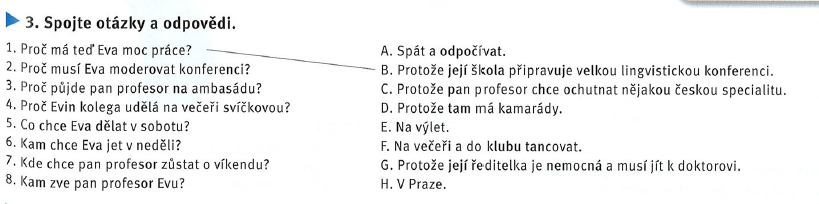 3. Spojte otázky a odpovědi.
1. Proč má teď Eva moc práce?
2. Proč musí Eva moderovat konferenci?
3. Proč půjde pan profesor na ambasádu?
4. Proč Evin kolega udělá na večeři svíčkovou?
5. Co chce Eva dělat v sobotu?
6. Kam chce Eva jet v neděli?
7. Kde chce pan profesor zůstat o víkendu?
8. Kam zve pan profesor Evu?
A. Spát a odpočívat.
B. Protože její škola připravuje velkou lingvistickou konferenci.
C. Protože pan profesor chce ochutnat nějakou českou specialitu.
D. Protože tam má kamarády.
E. Na výlet.
F. Na večeři a do klubu tancovat.
G. Protože její ředitelka je nemocná a musí jít k doktorovi.
H. V Praze.